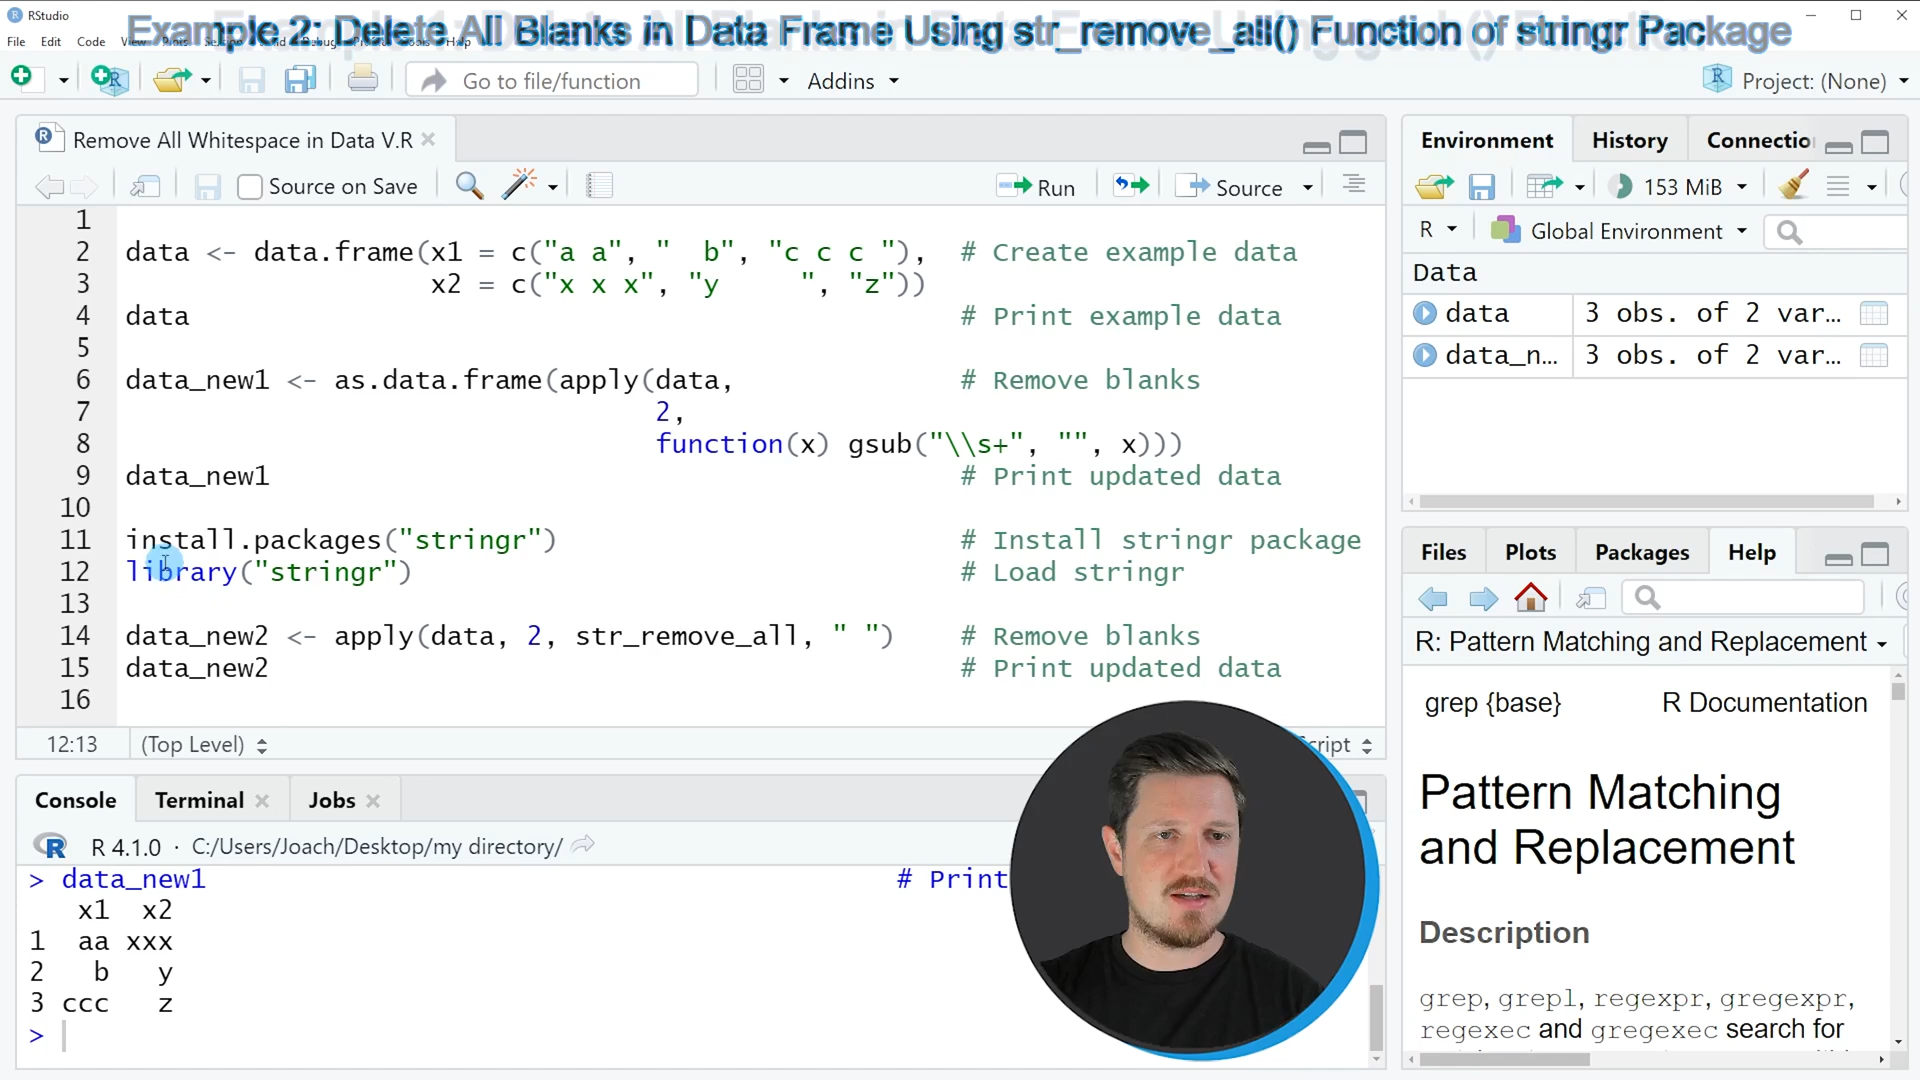 RStudio
Example 2: Delete All Blanks in Data Frame Using str_remove_all() Function of stringr Package
File Edit Code
Go to file/function
Addins
Project: (None)
Remove All Whitespace in Data V.R
Source on Save
Run
Source
1
2 data <- data.frame(x1 = c("a a", "  b", "c c c "),  # Create example data
3                    x2 = c("x x x", "y     ", "z"))
4 data # Print example data
5
6 data_new1 <- as.data.frame(apply(data, # Remove blanks
7 2,
8 function(x) gsub("\\s+", "", x)))
9 data_new1 # Print updated data
10
11 install.packages("stringr") # Install stringr package
12 library("stringr") # Load stringr
13
14 data_new2 <- apply(data, 2, str_remove_all, " ") # Remove blanks
15 data_new2 # Print updated data
16
12:13 (Top Level)
Console Terminal Jobs
R 4.1.0 · C:/Users/Joach/Desktop/my directory/
> data_new1 # Print
x1 x2
1 aa xxx
2 b y
3 ccc z
>
Environment History
153 MiB
R Global Environment
Data
data 3 obs. of 2 var…
data_n… 3 obs. of 2 var…
Files Plots Packages Help
R: Pattern Matching and Replacement
grep {base} R Documentation
Pattern Matching
and Replacement
Description
grep, grepl, regexpr, gregexpr,
regexec and gregexec search for